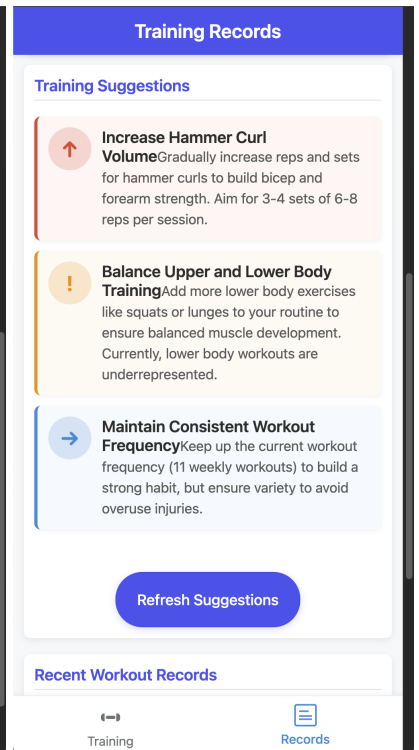 Training Records
Training Suggestions
Increase Hammer Curl
VolumeGradually increase reps and sets
for hammer curls to build bicep and
forearm strength. Aim for 3-4 sets of 6-8
reps per session.
Balance Upper and Lower Body
TrainingAdd more lower body exercises
like squats or lunges to your routine to
ensure balanced muscle development.
Currently, lower body workouts are
underrepresented.
Maintain Consistent Workout
FrequencyKeep up the current workout
frequency (11 weekly workouts) to build a
strong habit, but ensure variety to avoid
overuse injuries.
Refresh Suggestions
Recent Workout Records
Training
Records